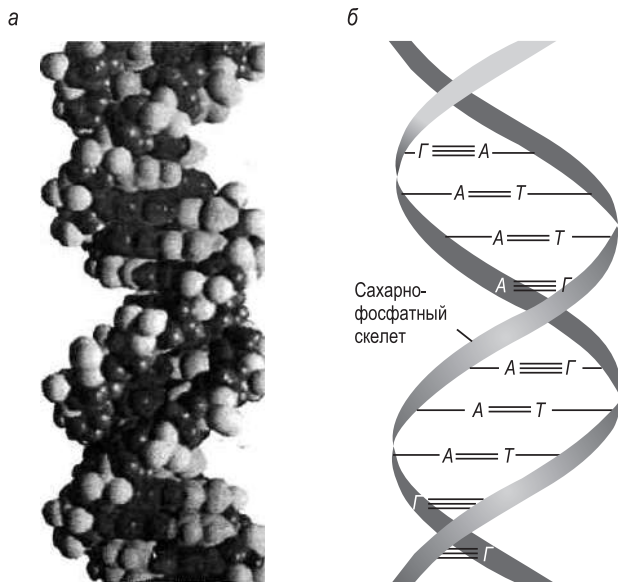 а
б
Г А
А Т
А Т
А Г
Сахарно-
фосфатный
скелет
А Г
А Т
А Т
Г
Г